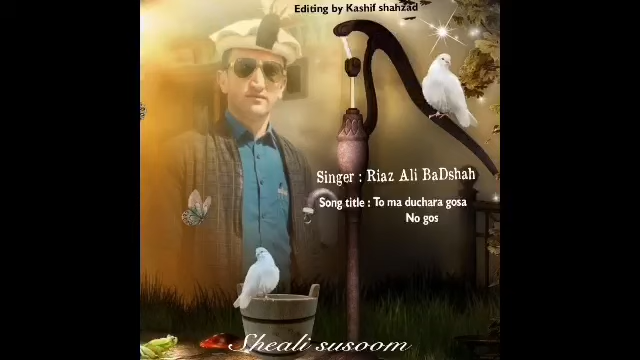 Editing by Kashif shahzad
Singer : Riaz Ali BaDshah
Song title : To ma duchara gosa
No gos
Sheali susoom